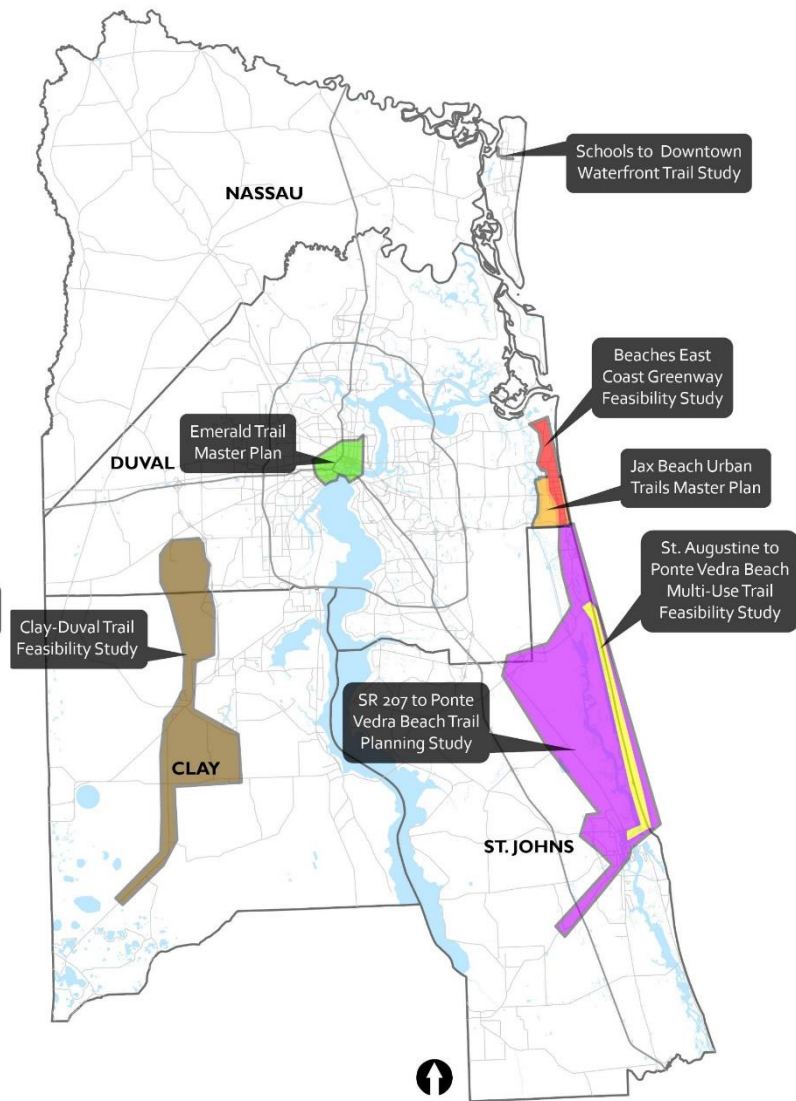 Schools to Downtown
Waterfront Trail Study
NASSAU
Beaches East
Coast Greenway
Feasibility Study
Emerald Trail
Master Plan
DUVAL
Jax Beach Urban
Trails Master Plan
St. Augustine to
Ponte Vedra Beach
Multi-Use Trail
Feasibility Study
Clay-Duval Trail
Feasibility Study
SR 207 to Ponte
Vedra Beach Trail
Planning Study
CLAY
ST. JOHNS